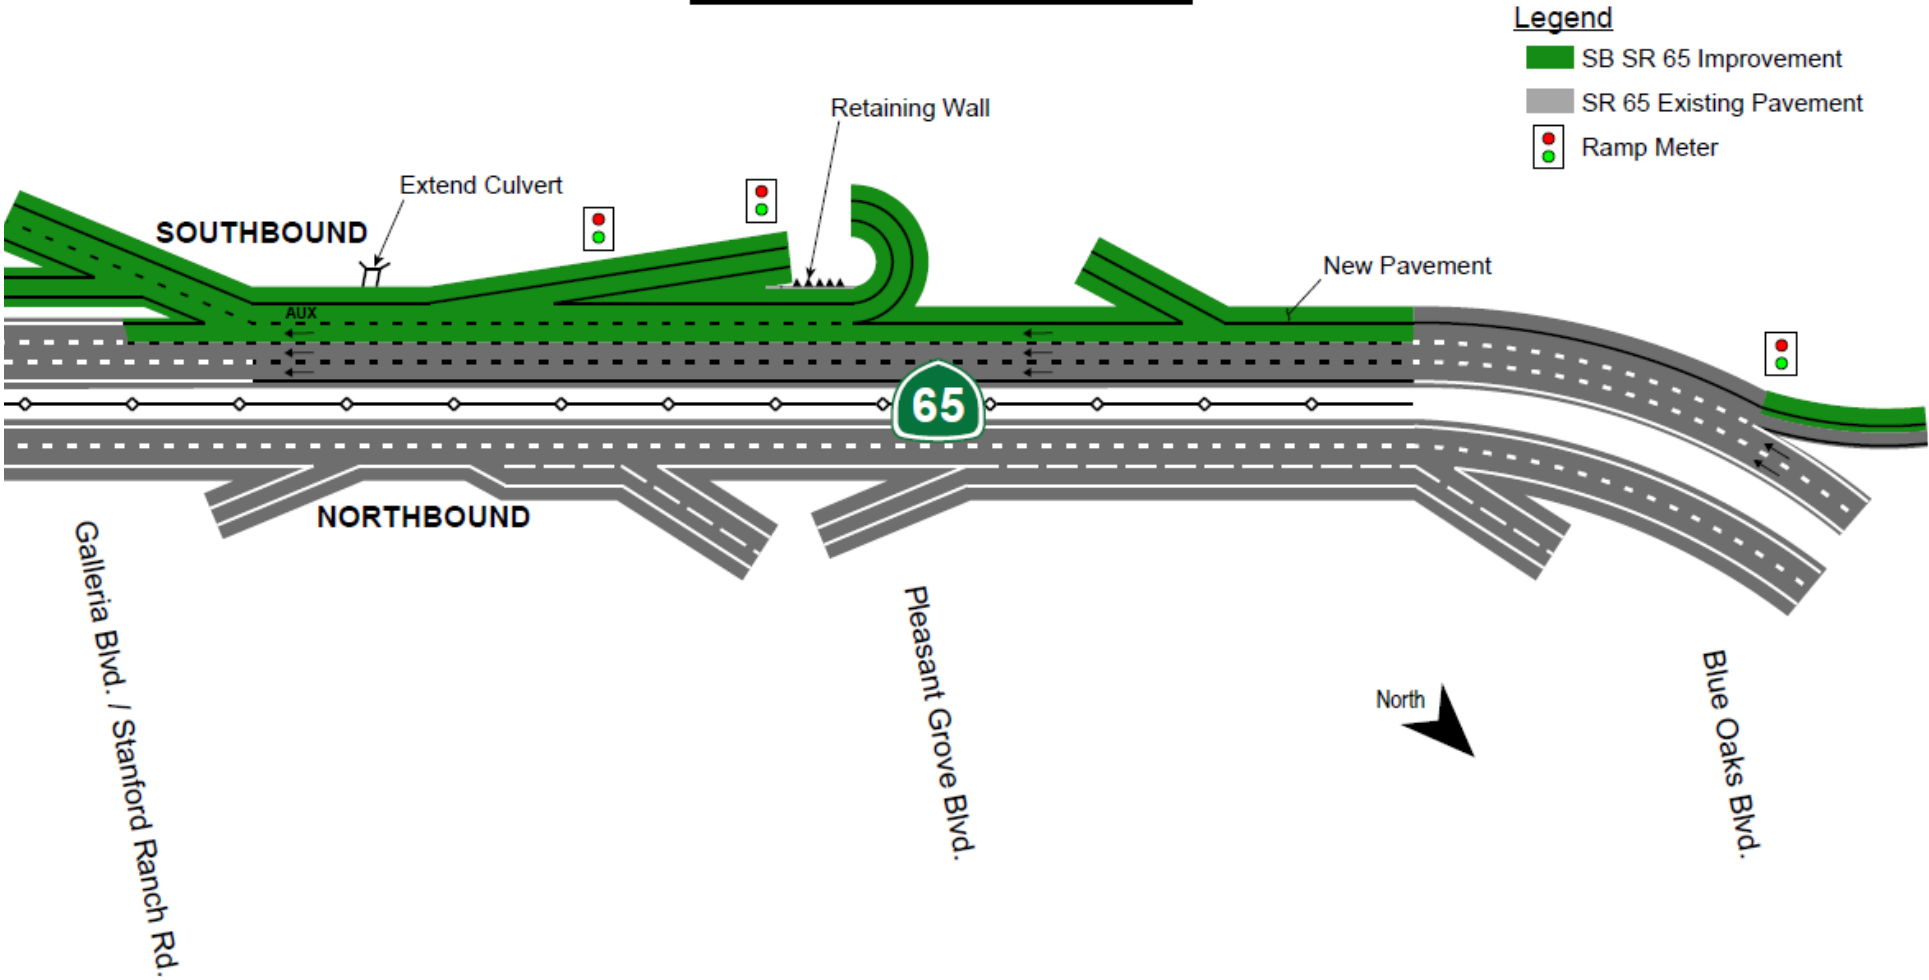 Legend
SB SR 65 Improvement
SR 65 Existing Pavement
Ramp Meter
Retaining Wall
Extend Culvert
SOUTHBOUND
New Pavement
AUX
65
NORTHBOUND
Galleria Blvd. / Stanford Ranch Rd.
Pleasant Grove Blvd.
North
Blue Oaks Blvd.